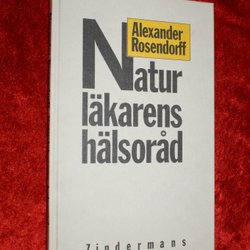 Alexander
Rosendorff
Natur
läkarens
hälsoråd
Zindermans